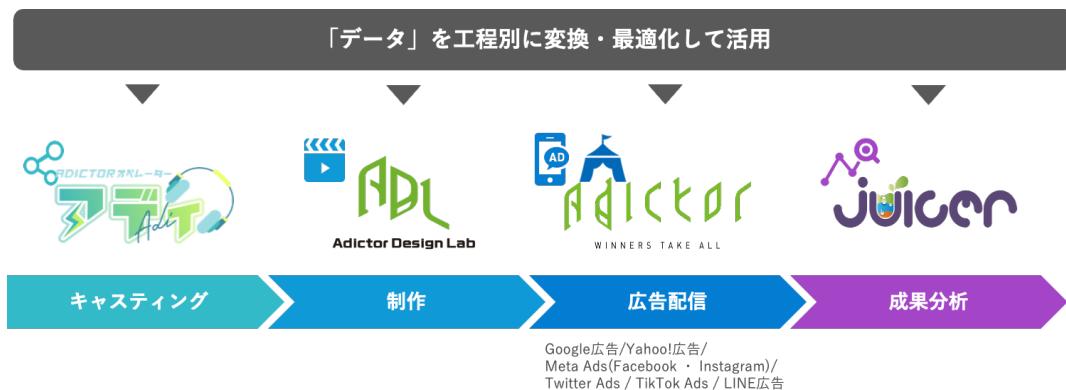 「データ」を工程別に変換・最適化して活用
ADICTORオペレーター
アディ
Adi
ADL
Adictor Design Lab
AD
Adictor
WINNERS TAKE ALL
juicer
キャスティング
制作
広告配信
成果分析
Google広告/Yahoo!広告/
Meta Ads(Facebook ・ Instagram)/
Twitter Ads / TikTok Ads / LINE広告